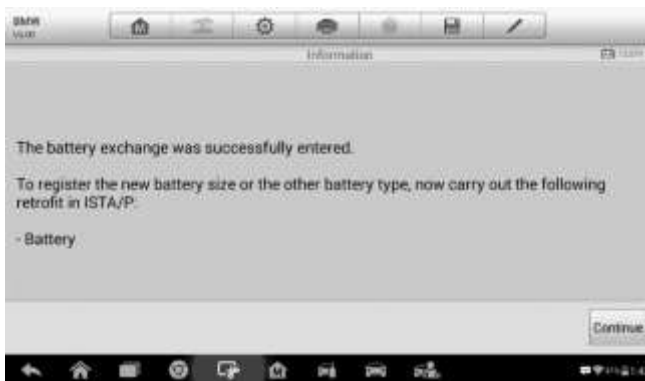 BMW
Information
The battery exchange was successfully entered.
To register the new battery size or the other battery type, now carry out the following
retrofit in ISTA/P:
- Battery
Continue